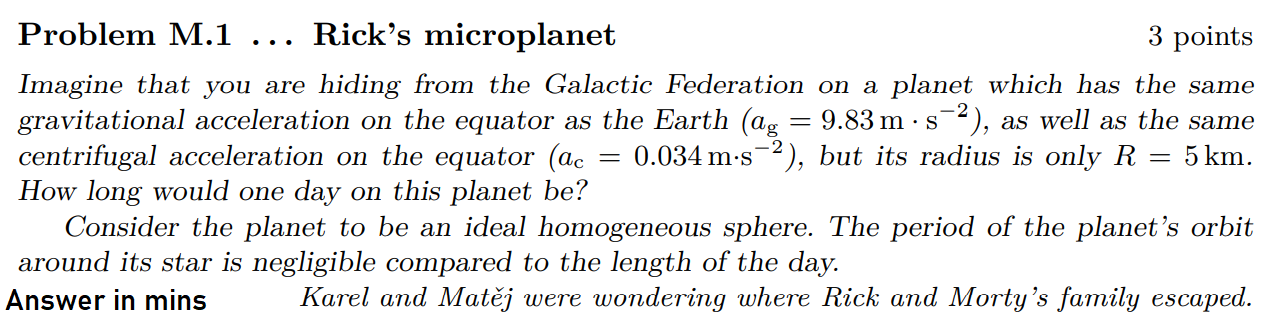 Problem M.1 ... Rick's microplanet 3 points
Imagine that you are hiding from the Galactic Federation on a planet which has the same
gravitational acceleration on the equator as the Earth (a_g = 9.83 m · s⁻²), as well as the same
centrifugal acceleration on the equator (a_c = 0.034 m·s⁻²), but its radius is only R = 5 km.
How long would one day on this planet be?
Consider the planet to be an ideal homogeneous sphere. The period of the planet's orbit
around its star is negligible compared to the length of the day.
Answer in mins Karel and Matěj were wondering where Rick and Morty's family escaped.